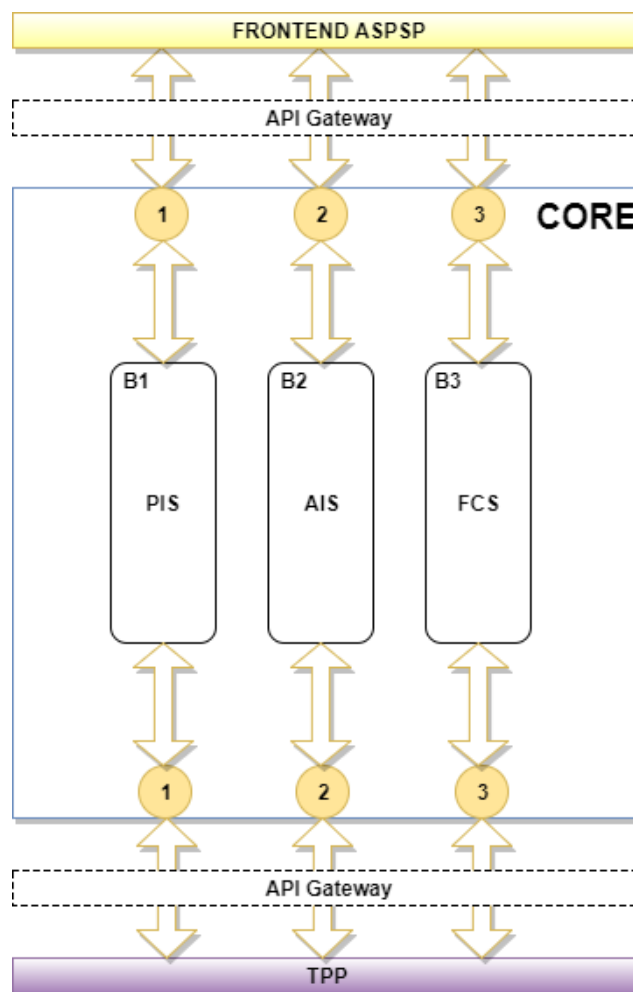 FRONTEND ASPSP
API Gateway
1
2
3
CORE
B1
B2
B3
PIS
AIS
FCS
1
2
3
API Gateway
TPP